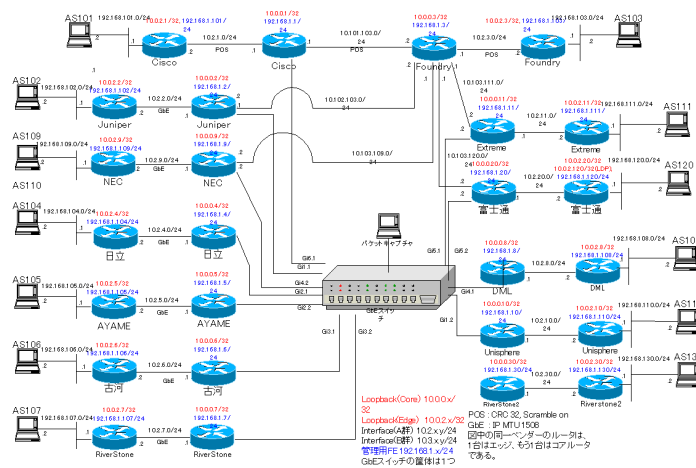 AS101
192.168.101.0/24
10.0.2.1/32
192.168.1.101/24
Cisco
10.2.1.0/24
POS
10.0.0.1/32
192.168.1.1/24
Cisco
10.101.103.0/24
10.0.0.3/32
192.168.1.3/24
Foundry
10.2.3.0/24
POS
10.0.2.3/32
192.168.1.103/24
Foundry
192.168.103.0/24
AS103
AS102
192.168.102.0/24
10.0.2.2/32
192.168.1.102/24
Juniper
10.2.2.0/24
GbE
10.0.0.2/32
192.168.1.2/24
Juniper
10.102.103.0/24
10.103.111.0/24
10.0.0.11/32
192.168.1.11/24
Extreme
10.2.11.0/24
10.0.2.11/32
192.168.1.111/24
Extreme
192.168.111.0/24
AS111
AS109
192.168.109.0/24
10.0.2.9/32
192.168.1.109/24
NEC
10.2.9.0/24
GbE
10.0.0.9/32
192.168.1.9/24
NEC
10.103.109.0/24
10.103.120.0/24
10.0.0.20/32
192.168.1.20/24
富士通
10.2.20.0/24
10.0.2.20/32
10.0.2.120/32(LDP)
192.168.1.120/24
富士通
192.168.120.0/24
AS120
AS110
AS104
192.168.104.0/24
10.0.2.4/32
192.168.1.104/24
日立
10.2.4.0/24
GbE
10.0.0.4/32
192.168.1.4/24
日立
パケットキャプチャ
Gi6.1
Gi1.1
Gi4.2
Gi2.1
Gi2.2
Gi3.1
Gi3.2
Gi5.1
Gi5.2
Gi4.1
Gi1.2
GbEスイッチ
10.0.0.8/32
192.168.1.8/24
DML
10.2.8.0/24
10.0.2.8/32
192.168.1.108/24
DML
192.168.108.0/24
AS10
AS105
192.168.105.0/24
10.0.2.5/32
192.168.1.105/24
AYAME
10.2.5.0/24
GbE
10.0.0.5/32
192.168.1.5/24
AYAME
10.0.0.10/32
192.168.1.10/24
Unisphere
10.2.10.0/24
10.0.2.10/32
192.168.1.110/24
Unisphere
192.168.110.0/24
AS11
AS106
192.168.106.0/24
10.0.2.6/32
192.168.1.106/24
古河
10.2.6.0/24
GbE
10.0.0.6/32
192.168.1.6/24
古河
10.0.0.30/32
192.168.1.30/24
RiverStone2
10.2.30.0/24
10.0.2.30/32
192.168.1.130/24
Riverstone2
192.168.130.0/24
AS13
AS107
192.168.107.0/24
10.0.2.7/32
192.168.1.107/24
RiverStone
10.2.7.0/24
GbE
10.0.0.7/32
192.168.1.7/24
RiverStone
Loopback(Core) 10.0.0.x/32
Loopback(Edge) 10.0.2.x/32
Interface(A群) 10.2.x.y/24
Interface(B群) 10.3.x.y/24
管理用FE 192.168.1.x/24
GbEスイッチの筐体は1つ
POS : CRC 32, Scramble on
GbE : IP MTU 1508
図中の同一ベンダーのルータは、
1台はエッジ、もう1台はコアルータ
である。